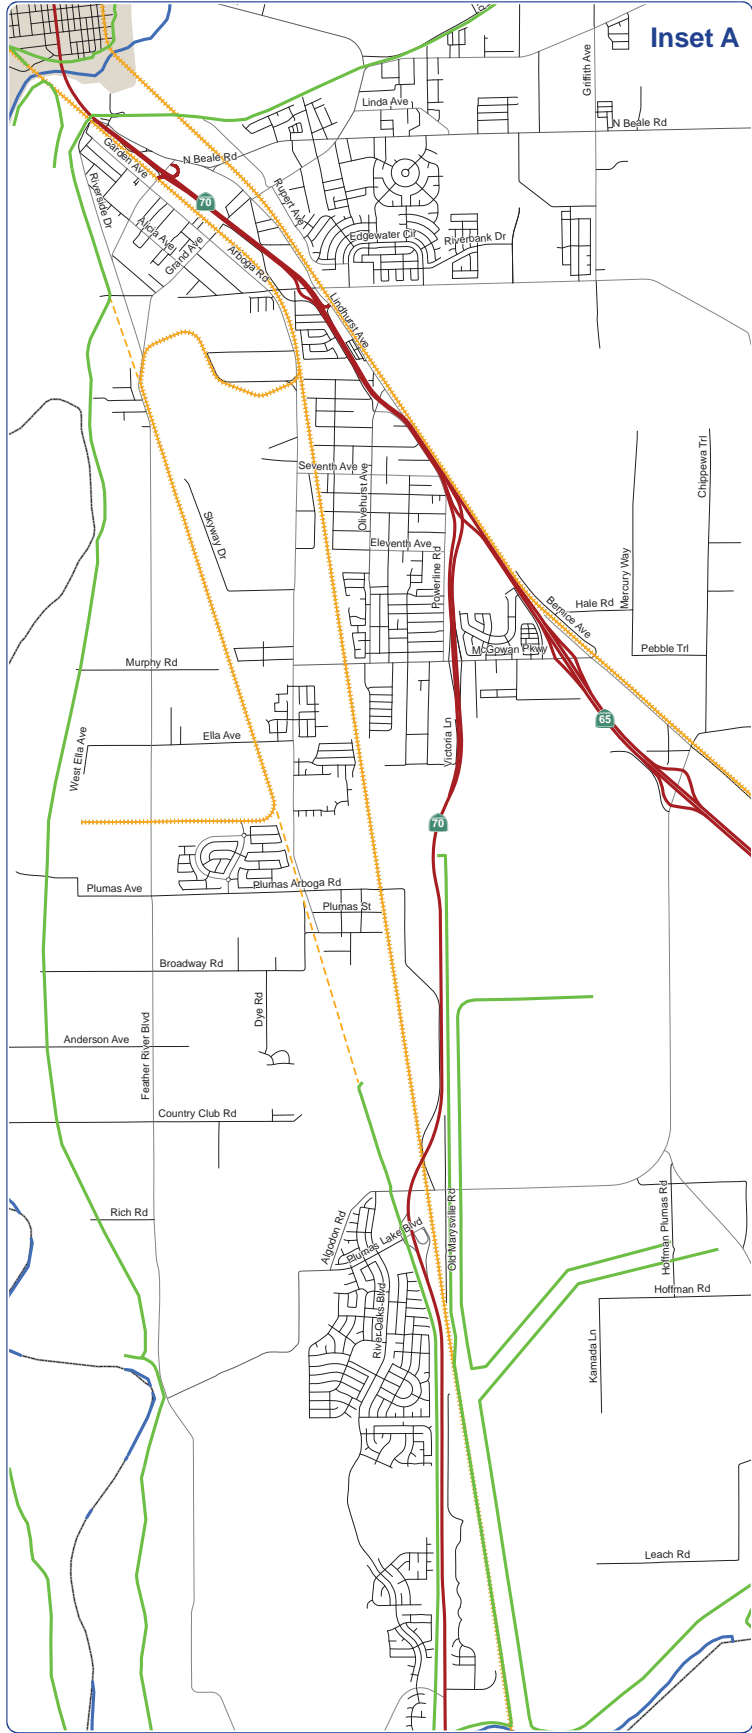 Inset A
Griffith Ave
Linda Ave
N Beale Rd
Garden Ave
N Beale Rd
Riverside Dr
70
Rupert Ave
Alicia Ave
Grand Ave
Edgewater Cir
Riverbank Dr
Arboga Rd
Lindhurst Ave
Seventh Ave
Olivehurst Ave
Chippewa Trl
Skyway Dr
Eleventh Ave
Powerline Rd
Mercury Way
Hale Rd
Bernice Ave
McGowan Pkwy
Pebble Trl
Murphy Rd
65
Ella Ave
West Ella Ave
Victoria Ln
70
Plumas Ave
Plumas Arboga Rd
Plumas St
Broadway Rd
Dye Rd
Anderson Ave
Feather River Blvd
Country Club Rd
Rich Rd
Algodon Rd
Plumas Lake Blvd
Old Marysville Rd
Hoffman Plumas Rd
Hoffman Rd
River Oaks Blvd
Kamada Ln
Leach Rd